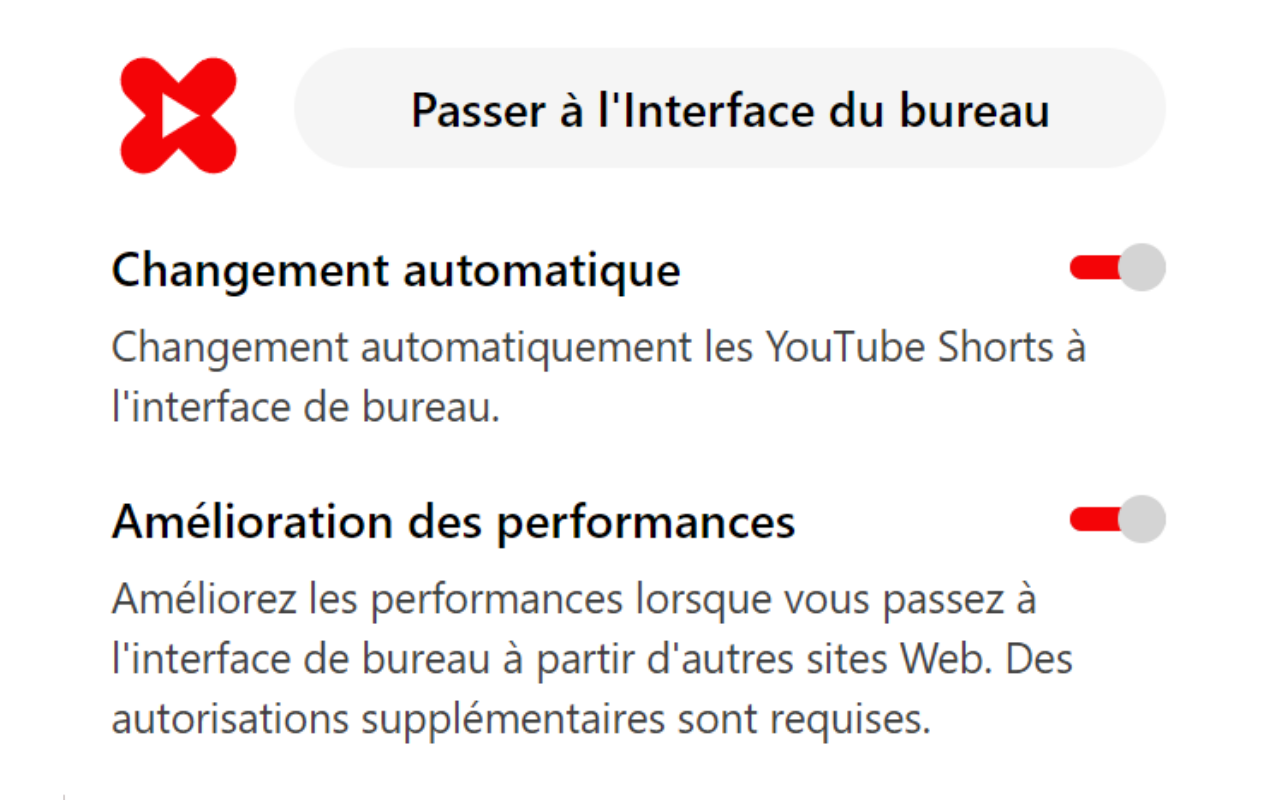 Passer à l'Interface du bureau
Changement automatique
Changement automatiquement les YouTube Shorts à
l'interface de bureau.
Amélioration des performances
Améliorez les performances lorsque vous passez à
l'interface de bureau à partir d'autres sites Web. Des
autorisations supplémentaires sont requises.